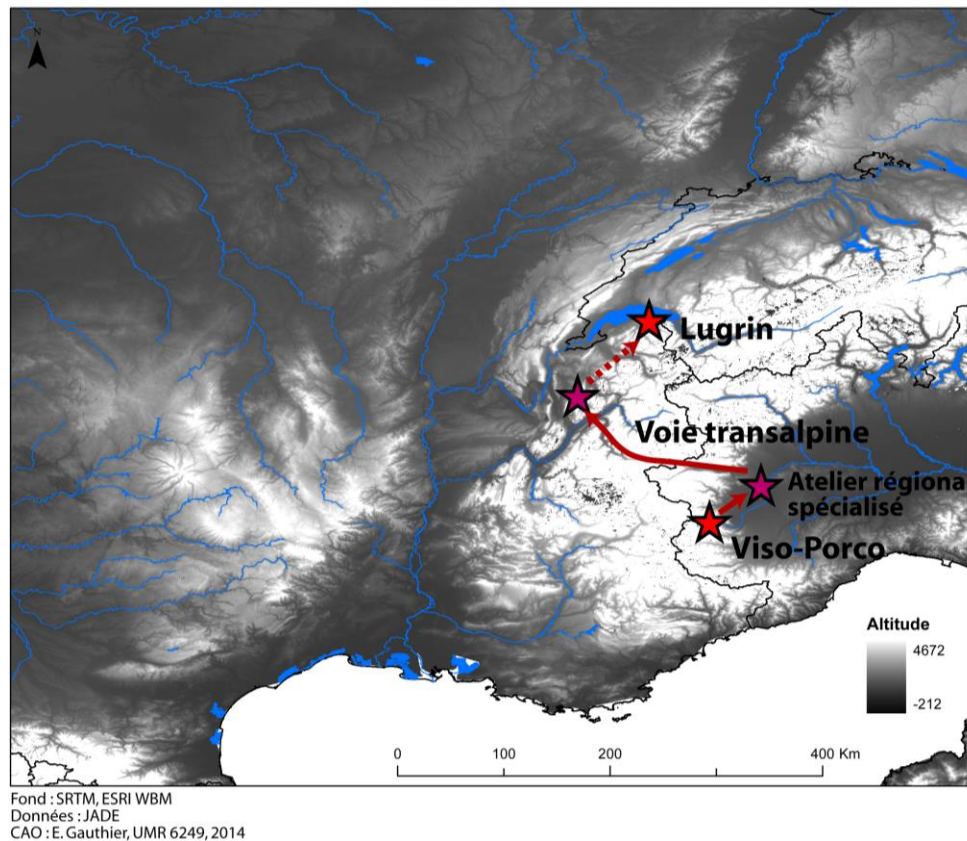 N
Lugrin
Voie transalpine
Atelier régiona
spécialisé
Viso-Porco
Altitude
4672
-212
0 100 200 400 Km
Fond : SRTM, ESRI WBM
Données : JADE
CAO : E. Gauthier, UMR 6249, 2014